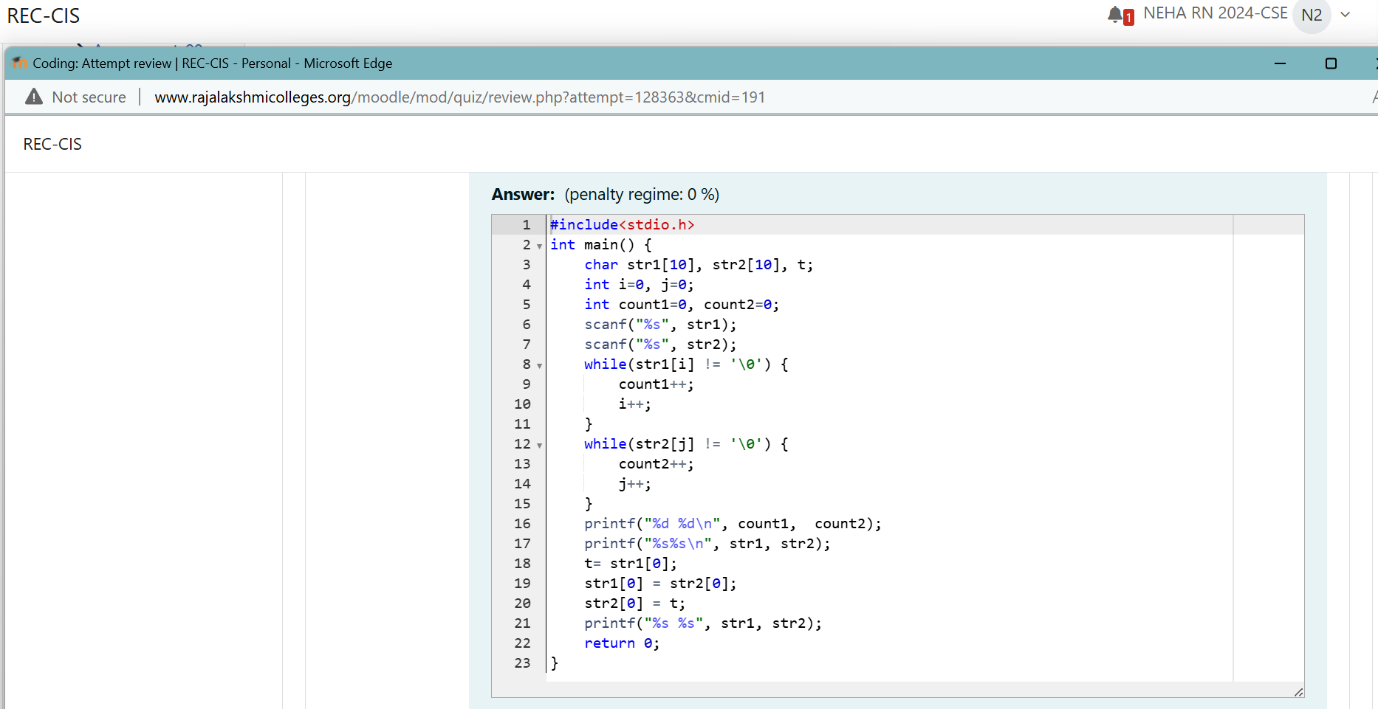 REC-CIS
1 NEHA RN 2024-CSE N2
Coding: Attempt review | REC-CIS - Personal - Microsoft Edge
Not secure www.rajalakshmicolleges.org/moodle/mod/quiz/review.php?attempt=128363&cmid=191
REC-CIS
Answer: (penalty regime: 0 %)
1 #include<stdio.h>
2 int main() {
3     char str1[10], str2[10], t;
4     int i=0, j=0;
5     int count1=0, count2=0;
6     scanf("%s", str1);
7     scanf("%s", str2);
8     while(str1[i] != '\0') {
9         count1++;
10         i++;
11     }
12     while(str2[j] != '\0') {
13         count2++;
14         j++;
15     }
16     printf("%d %d\n", count1,  count2);
17     printf("%s%s\n", str1, str2);
18     t= str1[0];
19     str1[0] = str2[0];
20     str2[0] = t;
21     printf("%s %s", str1, str2);
22     return 0;
23 }